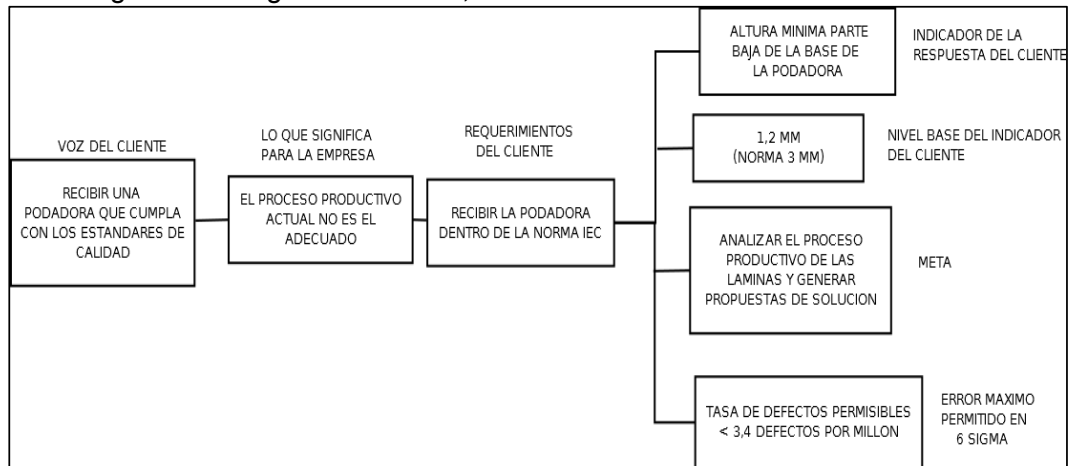 VOZ DEL CLIENTE
RECIBIR UNA
PODADORA QUE CUMPLA
CON LOS ESTANDARES DE
CALIDAD
LO QUE SIGNIFICA
PARA LA EMPRESA
EL PROCESO PRODUCTIVO
ACTUAL NO ES EL
ADECUADO
REQUERIMIENTOS
DEL CLIENTE
RECIBIR LA PODADORA
DENTRO DE LA NORMA IEC
ALTURA MINIMA PARTE
BAJA DE LA BASE DE
LA PODADORA
INDICADOR DE LA
RESPUESTA DEL CLIENTE
1,2 MM
(NORMA 3 MM)
NIVEL BASE DEL INDICADOR
DEL CLIENTE
ANALIZAR EL PROCESO
PRODUCTIVO DE LAS
LAMINAS Y GENERAR
PROPUESTAS DE SOLUCION
META
TASA DE DEFECTOS PERMISIBLES
< 3,4 DEFECTOS POR MILLON
ERROR MAXIMO
PERMITIDO EN
6 SIGMA